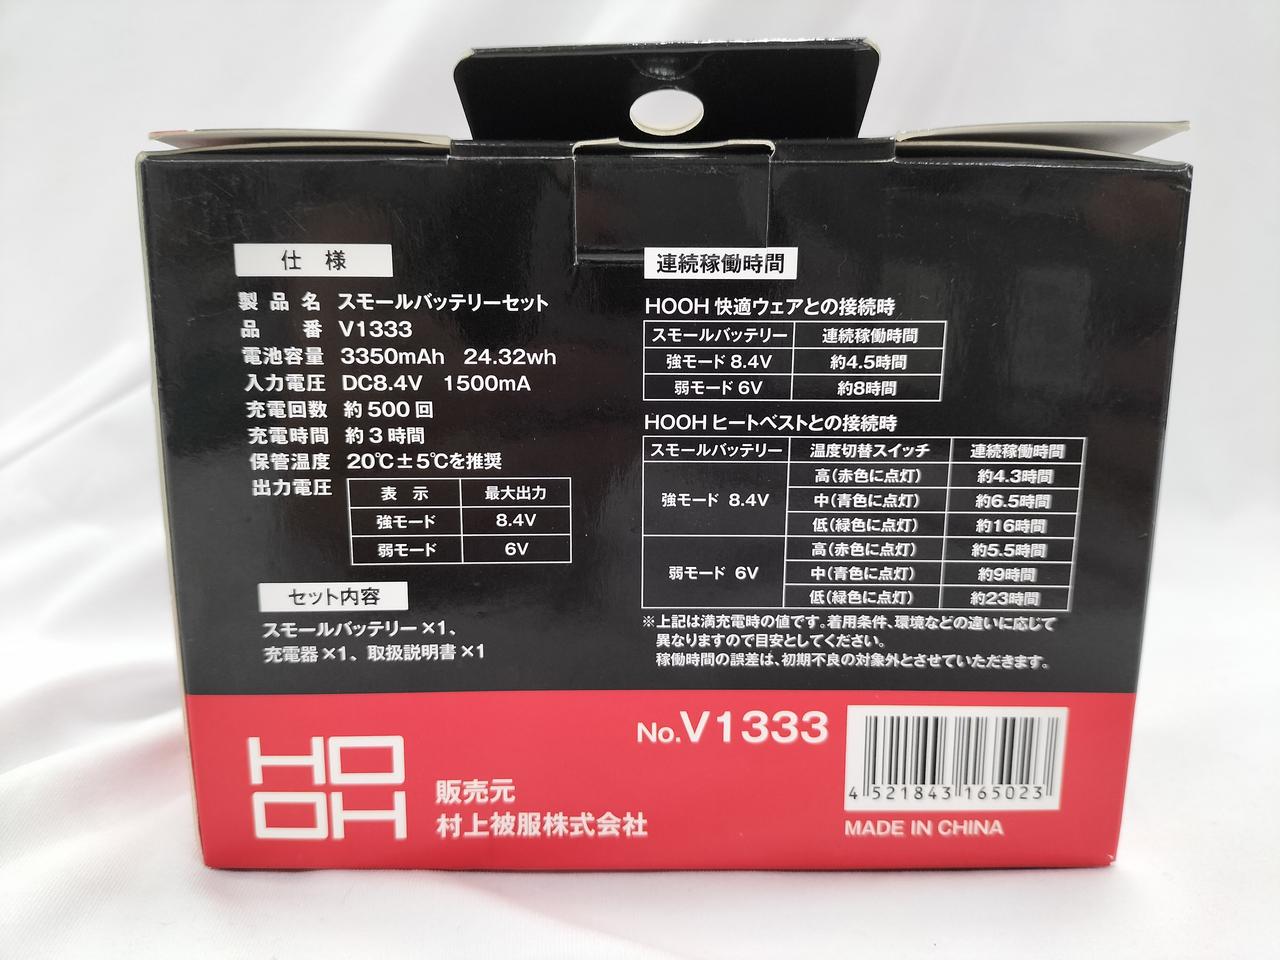 仕 様
製 品 名 スモールバッテリーセット
品 番 V1333
電池容量 3350mAh 24.32wh
入力電圧 DC8.4V 1500mA
充電回数 約500回
充電時間 約3時間
保管温度 20℃±5℃を推奨
出力電圧
表 示 最大出力
強モード 8.4V
弱モード 6V
セット内容
スモールバッテリー×1、
充電器×1、取扱説明書×1
連続稼働時間
HOOH 快適ウェアとの接続時
スモールバッテリー 連続稼働時間
強モード 8.4V 約4.5時間
弱モード 6V 約8時間
HOOH ヒートベストとの接続時
スモールバッテリー 温度切替スイッチ 連続稼働時間
強モード 8.4V
高(赤色に点灯) 約4.3時間
中(青色に点灯) 約6.5時間
低(緑色に点灯) 約16時間
弱モード 6V
高(赤色に点灯) 約5.5時間
中(青色に点灯) 約9時間
低(緑色に点灯) 約23時間
※上記は満充電時の値です。着用条件、環境などの違いに応じて
異なりますので目安としてください。
稼働時間の誤差は、初期不良の対象外とさせていただきます。
HO
OH
販売元
村上被服株式会社
No.V1333
4 521843 165023
MADE IN CHINA